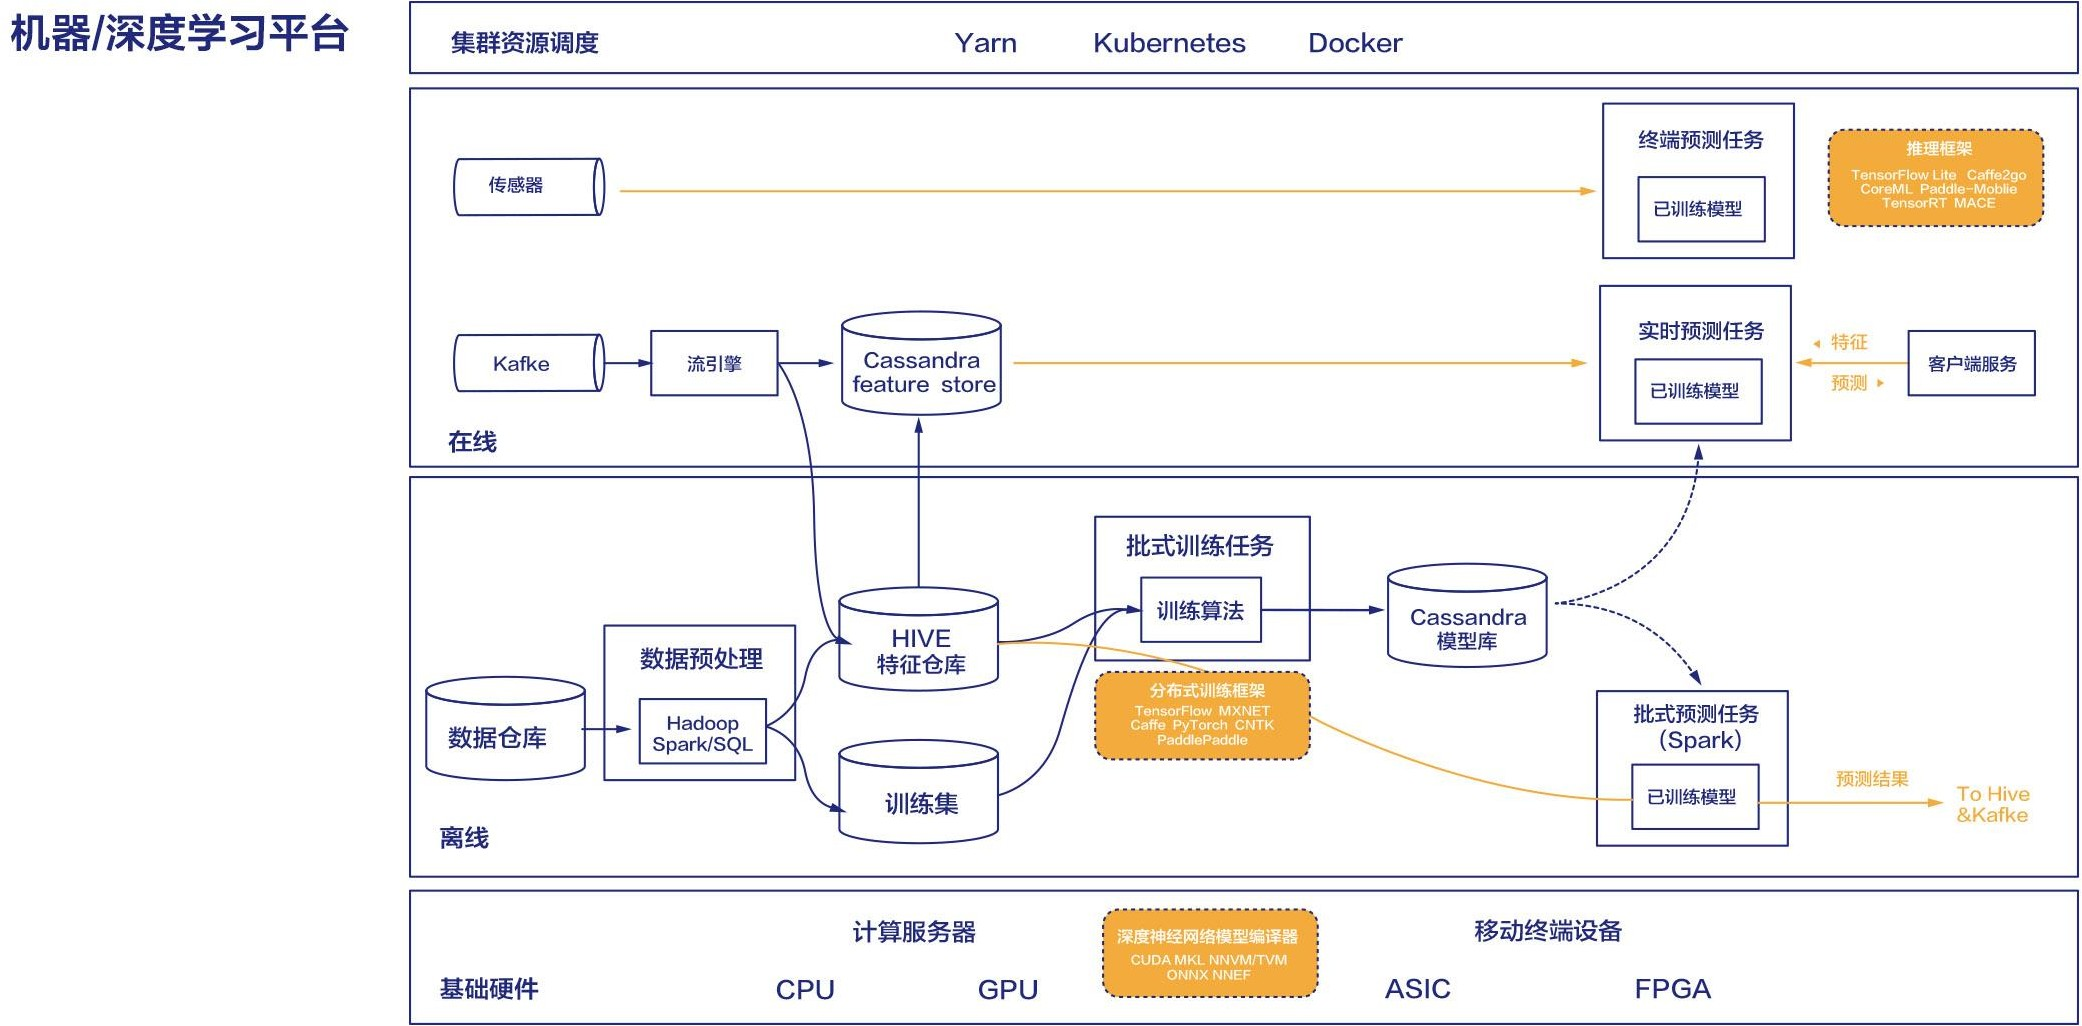 机器/深度学习平台
集群资源调度 Yarn Kubernetes Docker
传感器
终端预测任务
已训练模型
推理框架
TensorFlow Lite Caffe2go
CoreML Paddle-Moblie
TensorRT MACE
Kafke
流引擎
Cassandra
feature store
实时预测任务
已训练模型
特征
预测
客户端服务
在线
数据仓库
数据预处理
Hadoop
Spark/SQL
HIVE
特征仓库
训练集
批式训练任务
训练算法
分布式训练框架
TensorFlow MXNET
Caffe PyTorch CNTK
PaddlePaddle
Cassandra
模型库
批式预测任务
(Spark)
已训练模型
预测结果
To Hive
&Kafke
离线
计算服务器
深度神经网络模型编译器
CUDA MKL NNVM/TVM
ONNX NNEF
移动终端设备
基础硬件 CPU GPU ASIC FPGA